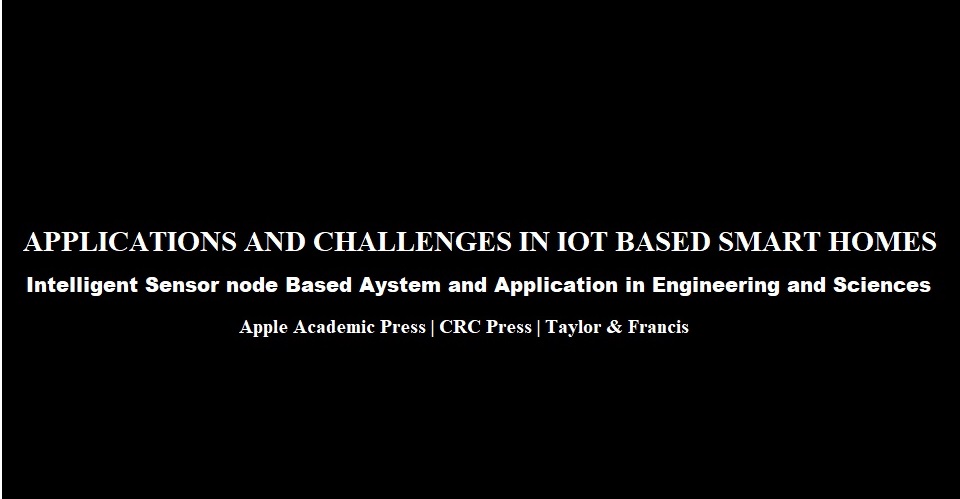 APPLICATIONS AND CHALLENGES IN IOT BASED SMART HOMES
Intelligent Sensor node Based Aystem and Application in Engineering and Sciences
Apple Academic Press | CRC Press | Taylor & Francis